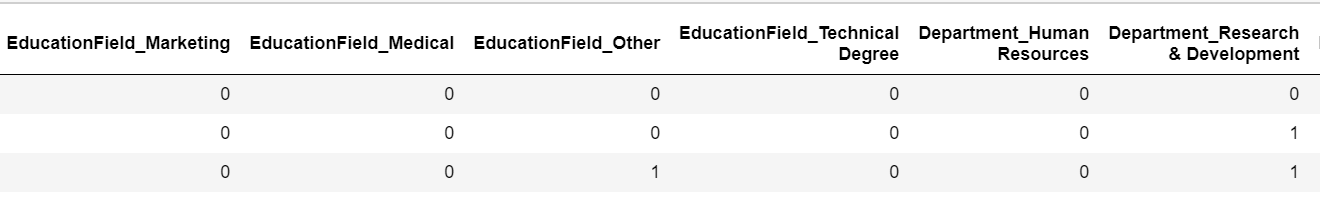 EducationField_Marketing EducationField_Medical EducationField_Other EducationField_Technical Degree Department_Human Resources Department_Research & Development
0 0 0 0 0 0
0 0 0 0 0 1
0 0 1 0 0 1